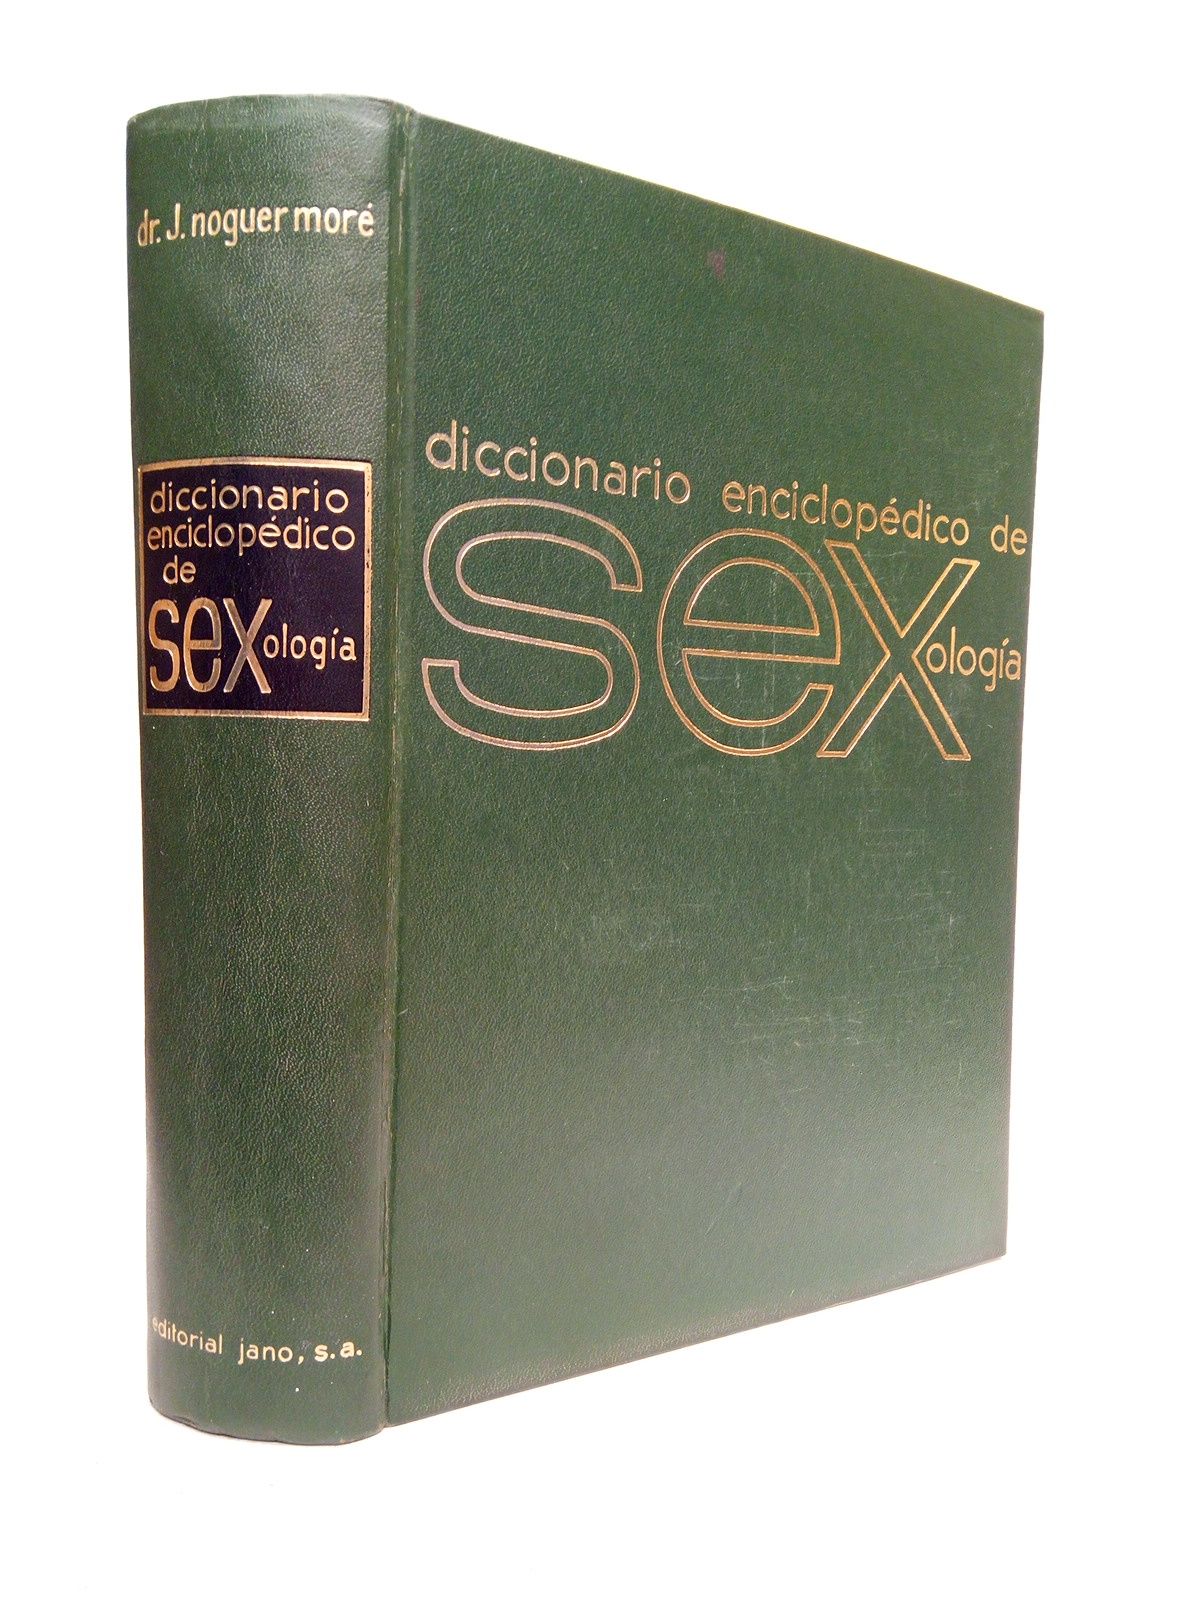 dr. J. noguer moré
diccionario
enciclopédico
de
sexología
editorial jano, s.a.
diccionario enciclopédico de
sexología